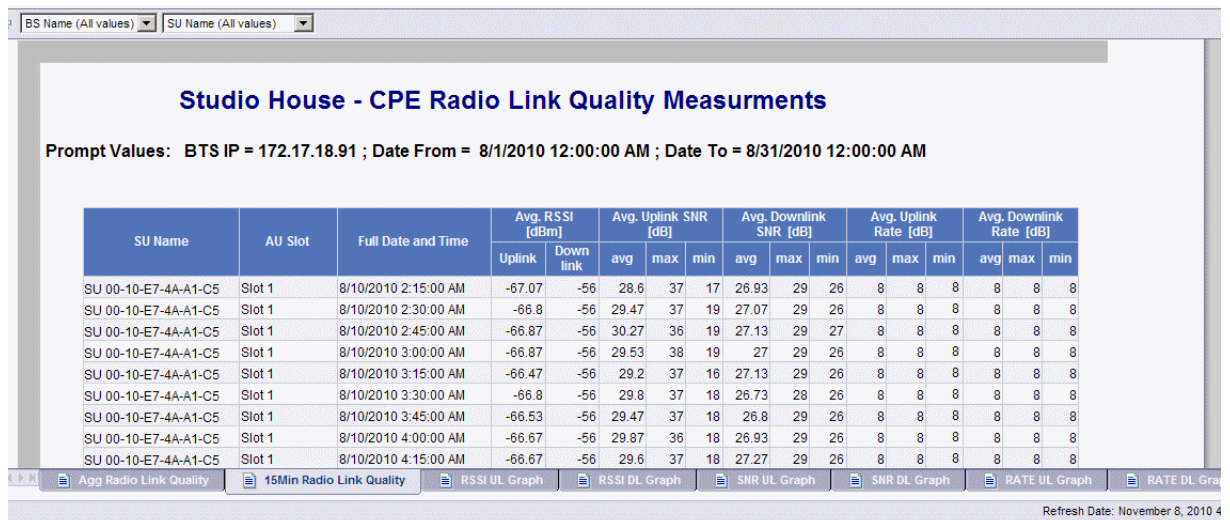 BS Name (All values) SU Name (All values)
Studio House - CPE Radio Link Quality Measurments
Prompt Values: BTS IP = 172.17.18.91 ; Date From = 8/1/2010 12:00:00 AM ; Date To = 8/31/2010 12:00:00 AM
SU Name AU Slot Full Date and Time Avg. RSSI [dBm] Avg. Uplink SNR [dB] Avg. Downlink SNR [dB] Avg. Uplink Rate [dB] Avg. Downlink Rate [dB]
Uplink Down link avg max min avg max min avg max min avg max min
SU 00-10-E7-4A-A1-C5 Slot 1 8/10/2010 2:15:00 AM -67.07 -56 28.6 37 17 26.93 29 26 8 8 8 8 8 8
SU 00-10-E7-4A-A1-C5 Slot 1 8/10/2010 2:30:00 AM -66.8 -56 29.47 37 19 27.07 29 26 8 8 8 8 8 8
SU 00-10-E7-4A-A1-C5 Slot 1 8/10/2010 2:45:00 AM -66.87 -56 30.27 36 19 27.13 29 27 8 8 8 8 8 8
SU 00-10-E7-4A-A1-C5 Slot 1 8/10/2010 3:00:00 AM -66.87 -56 29.53 38 19 27 29 26 8 8 8 8 8 8
SU 00-10-E7-4A-A1-C5 Slot 1 8/10/2010 3:15:00 AM -66.47 -56 29.2 37 16 27.13 29 26 8 8 8 8 8 8
SU 00-10-E7-4A-A1-C5 Slot 1 8/10/2010 3:30:00 AM -66.8 -56 29.8 37 18 26.73 28 26 8 8 8 8 8 8
SU 00-10-E7-4A-A1-C5 Slot 1 8/10/2010 3:45:00 AM -66.53 -56 29.47 37 18 26.8 29 26 8 8 8 8 8 8
SU 00-10-E7-4A-A1-C5 Slot 1 8/10/2010 4:00:00 AM -66.67 -56 29.87 36 18 26.93 29 26 8 8 8 8 8 8
SU 00-10-E7-4A-A1-C5 Slot 1 8/10/2010 4:15:00 AM -66.67 -56 29.6 37 18 27.27 29 26 8 8 8 8 8 8
Agg Radio Link Quality 15Min Radio Link Quality RSSI UL Graph RSSI DL Graph SNR UL Graph SNR DL Graph RATE UL Graph RATE DL Gra
Refresh Date: November 8, 2010 4